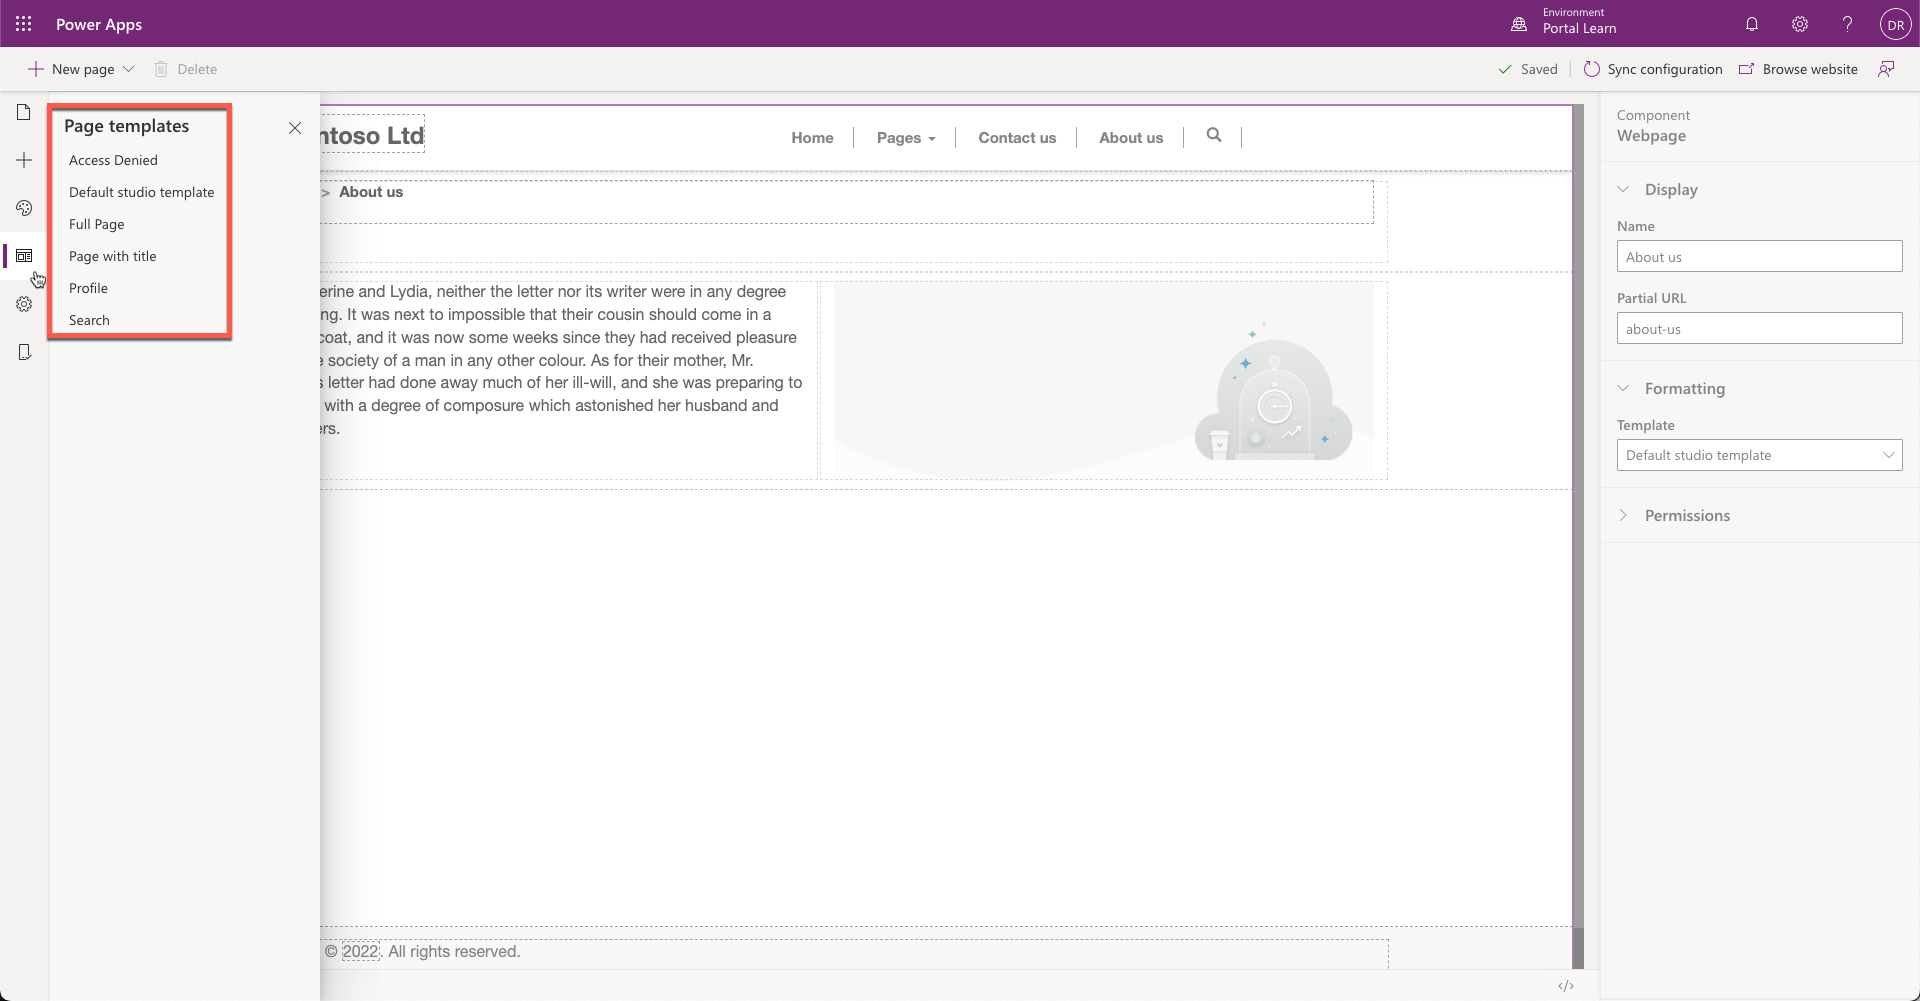 Power Apps
Environment
Portal Learn
DR
New page
Delete
Saved
Sync configuration
Browse website
Page templates
Access Denied
Default studio template
Full Page
Page with title
Profile
Search
ntoso Ltd
Home
Pages
Contact us
About us
> About us
erine and Lydia, neither the letter nor its writer were in any degree
ng. It was next to impossible that their cousin should come in a
coat, and it was now some weeks since they had received pleasure
e society of a man in any other colour. As for their mother, Mr.
s letter had done away much of her ill-will, and she was preparing to
with a degree of composure which astonished her husband and
ers.
© 2022. All rights reserved.
</>
Component
Webpage
Display
Name
About us
Partial URL
about-us
Formatting
Template
Default studio template
Permissions